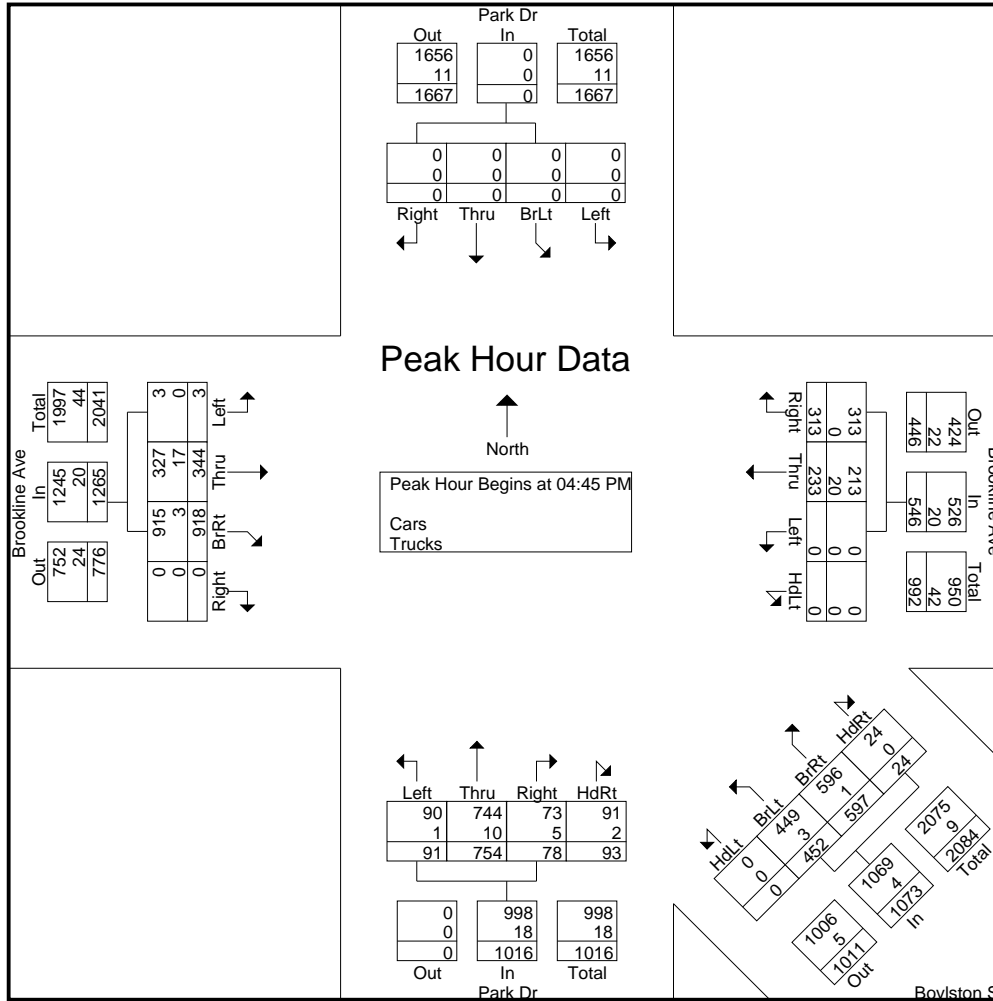 Park Dr
Out In Total
1656 0 1656
11 0 11
1667 0 1667
0 0 0 0
0 0 0 0
0 0 0 0
Right Thru BrLt Left
Peak Hour Data
North
Peak Hour Begins at 04:45 PM
Cars
Trucks
Brookline Ave
Total In Out
1997 1245 752
44 20 24
2041 1265 776
3 327 915 0
0 17 3 0
3 344 918 0
Left Thru BrRt Right
Brookline Ave
Out In Total
424 526 950
22 20 42
446 546 992
313 213 0 0
0 20 0 0
313 233 0 0
Right Thru Left HdLt
Left Thru Right HdRt
90 744 73 91
1 10 5 2
91 754 78 93
0 998 998
0 18 18
0 1016 1016
Out In Total
Park Dr
HdLt BrLt BrRt HdRt
0 449 596 24
0 3 1 0
0 452 597 24
1006 1069 2075
5 4 9
1011 1073 2084
Out In Total
Boylston S